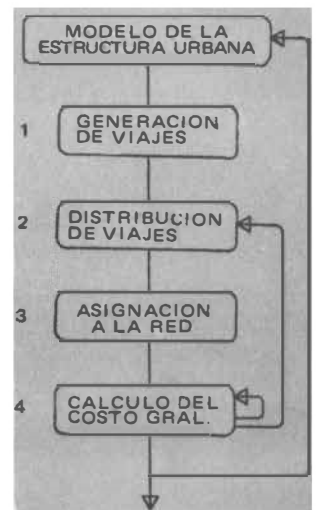 MODELO DE LA
ESTRUCTURA URBANA
1
GENERACION
DE VIAJES
2
DISTRIBUCION
DE VIAJES
3
ASIGNACION
A LA RED
4
CALCULO DEL
COSTO GRAL.